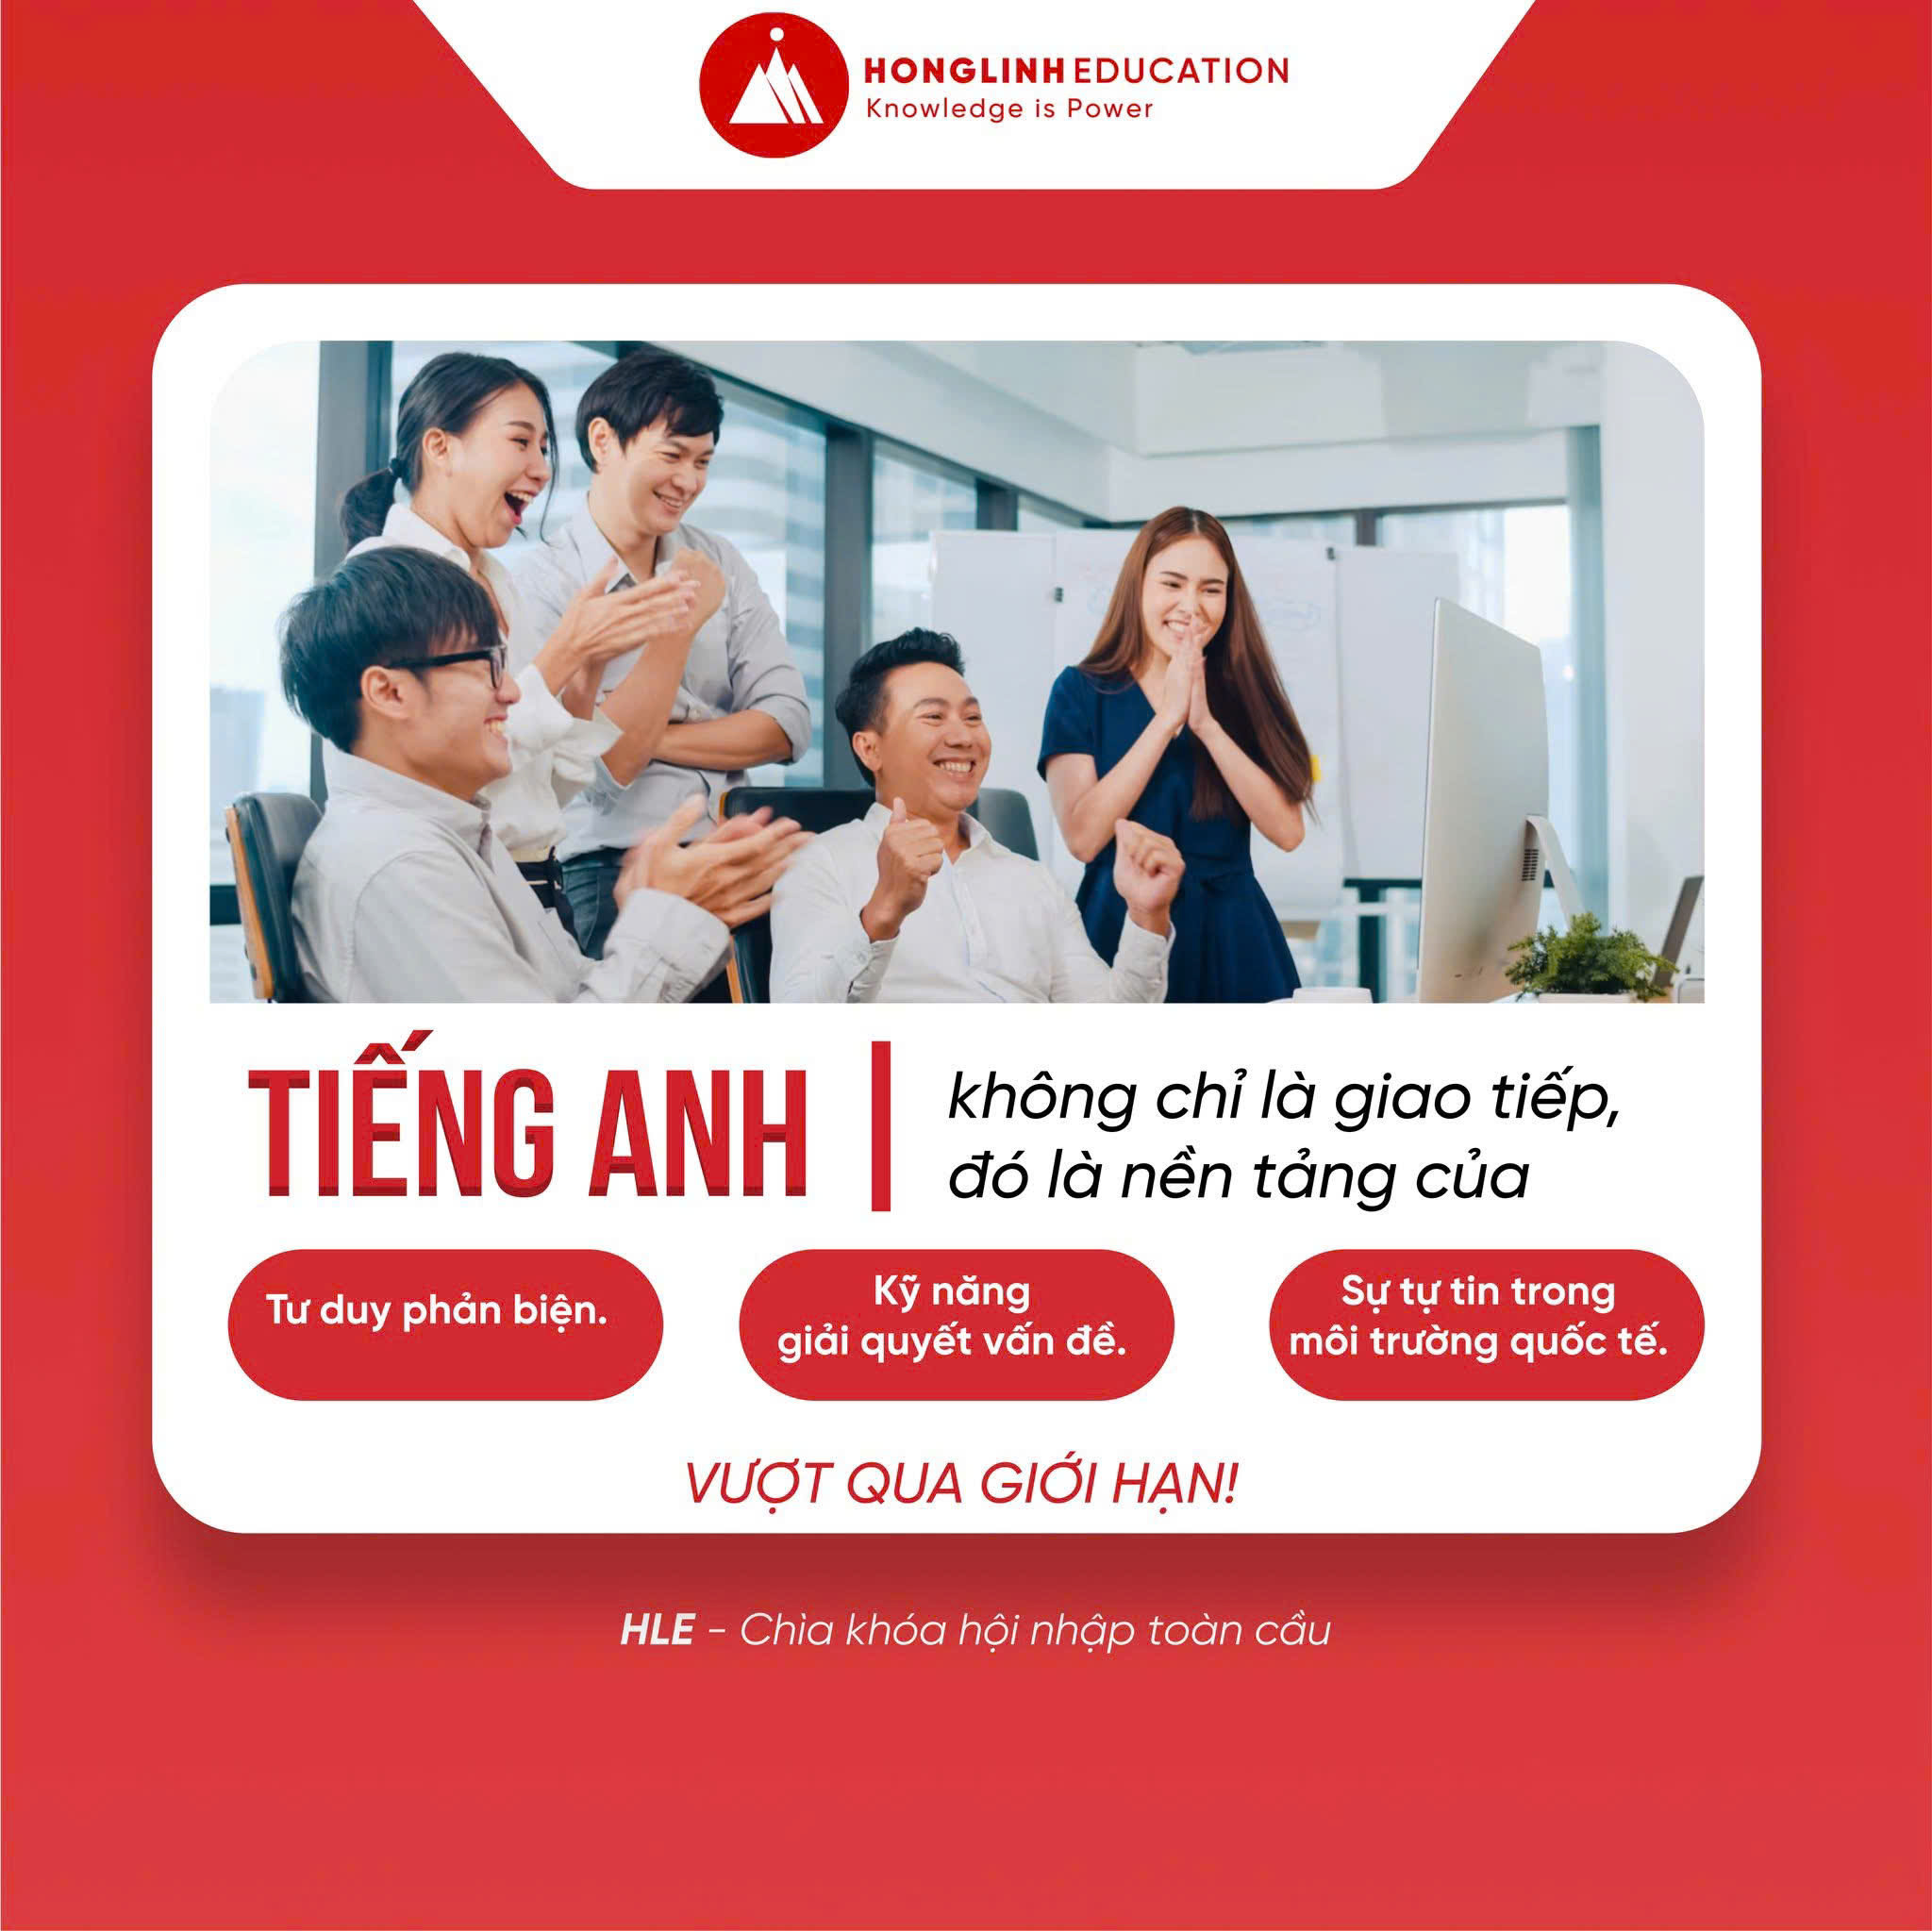 HONGLINH EDUCATION
Knowledge is Power
TIẾNG ANH
không chỉ là giao tiếp,
đó là nền tảng của
Tư duy phản biện.
Kỹ năng
giải quyết vấn đề.
Sự tự tin trong
môi trường quốc tế.
VƯỢT QUA GIỚI HẠN!
HLE - Chìa khóa hội nhập toàn cầu